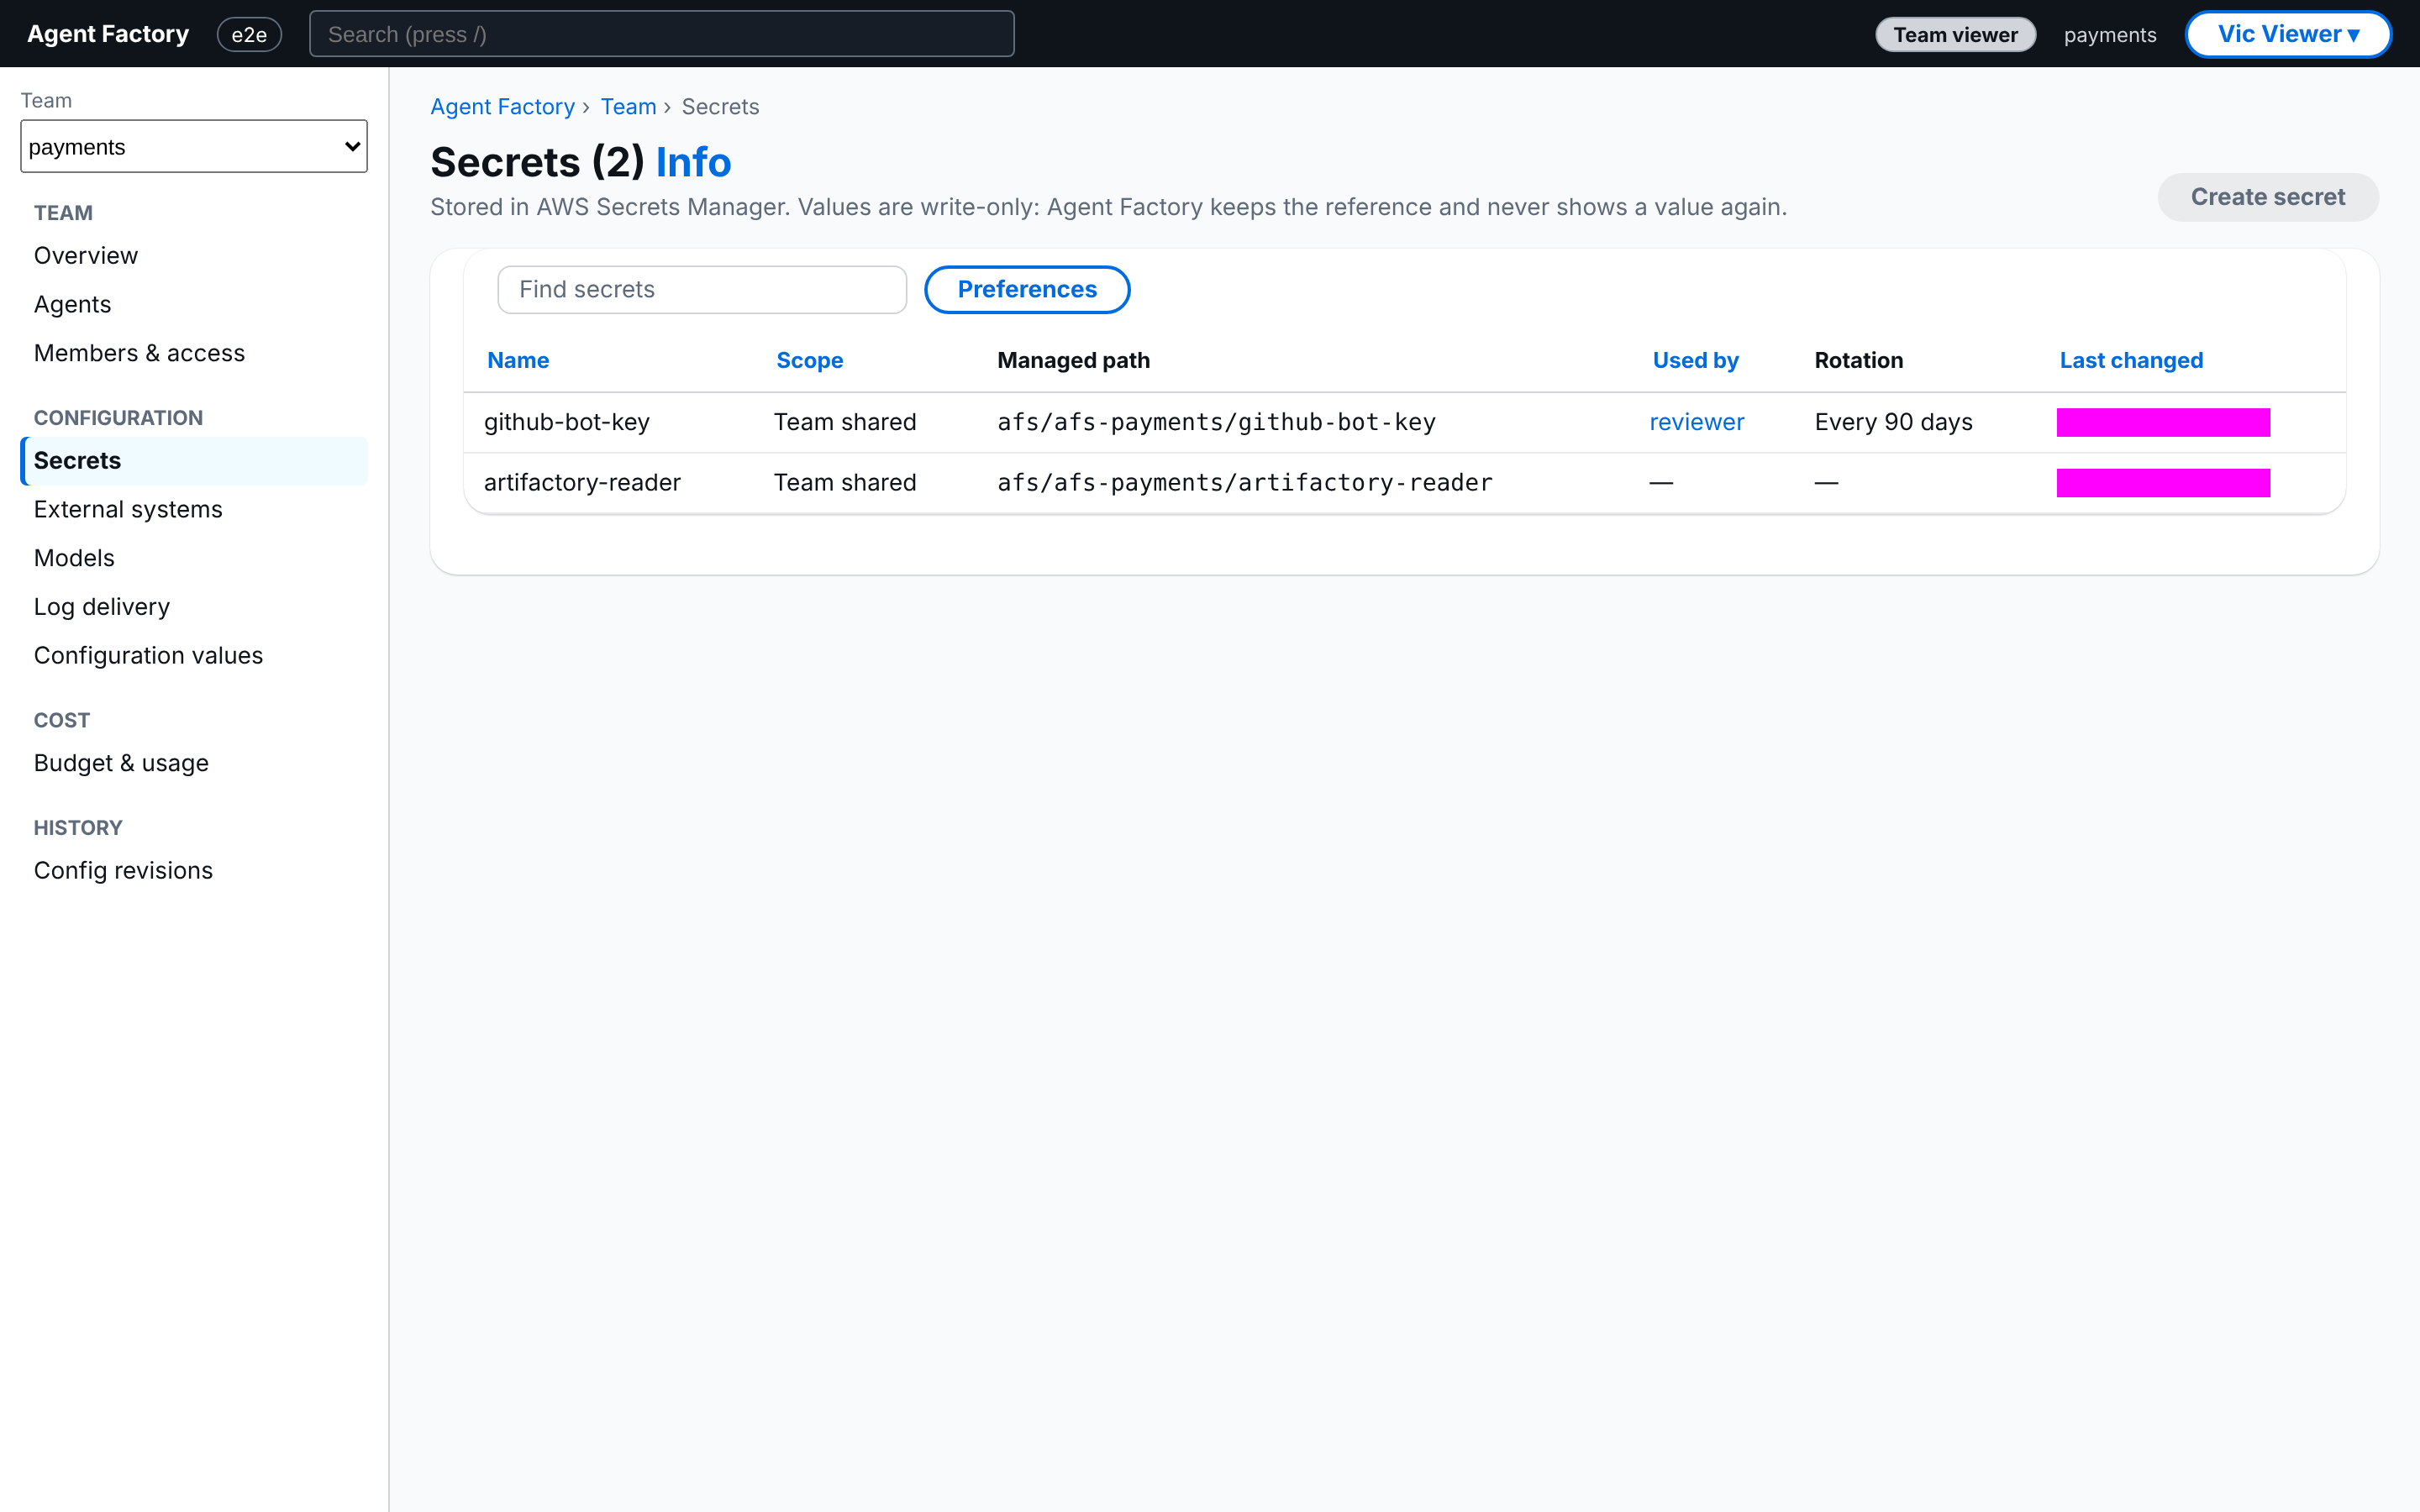 Agent Factory e2e Search (press /) Team viewer payments Vic Viewer ▾
Team
payments
TEAM
Overview
Agents
Members & access
CONFIGURATION
Secrets
External systems
Models
Log delivery
Configuration values
COST
Budget & usage
HISTORY
Config revisions
Agent Factory › Team › Secrets
Secrets (2) Info
Stored in AWS Secrets Manager. Values are write-only: Agent Factory keeps the reference and never shows a value again.
Create secret
Find secrets Preferences
Name Scope Managed path Used by Rotation Last changed
github-bot-key Team shared afs/afs-payments/github-bot-key reviewer Every 90 days
artifactory-reader Team shared afs/afs-payments/artifactory-reader — —